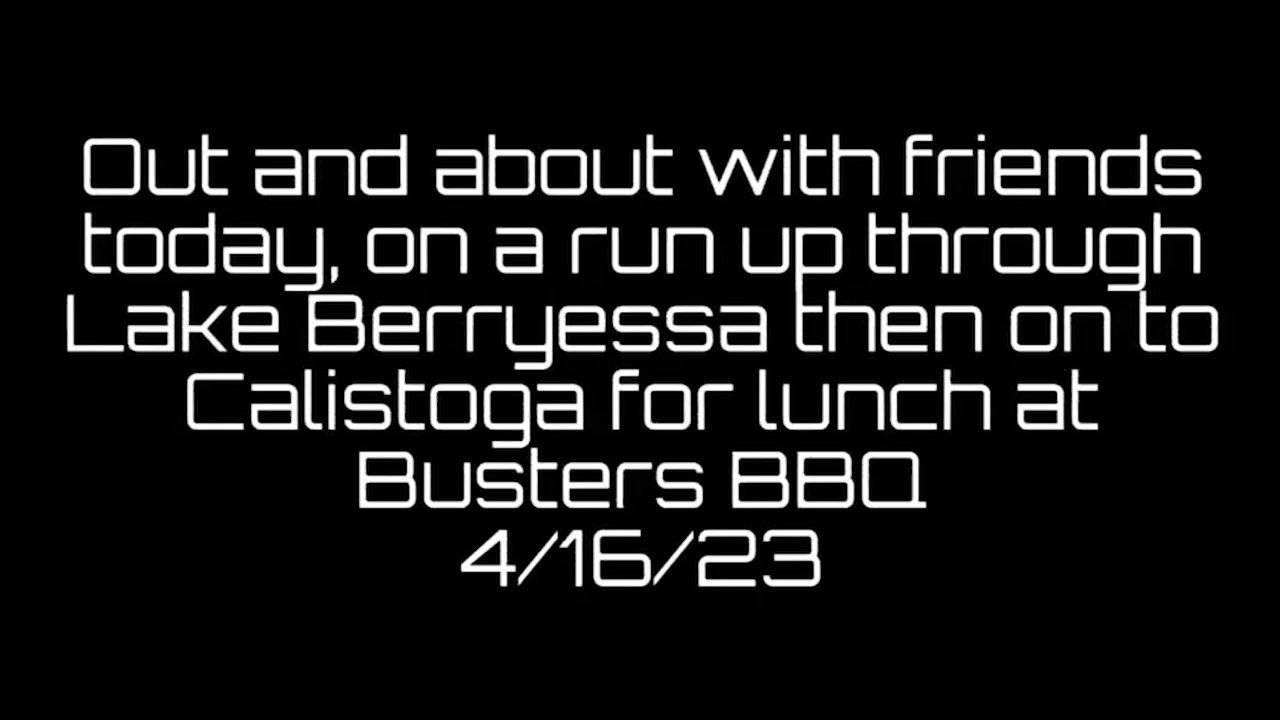 Out and about with friends
today, on a run up through
Lake Berryessa then on to
Calistoga for lunch at
Busters BBQ
4/16/23